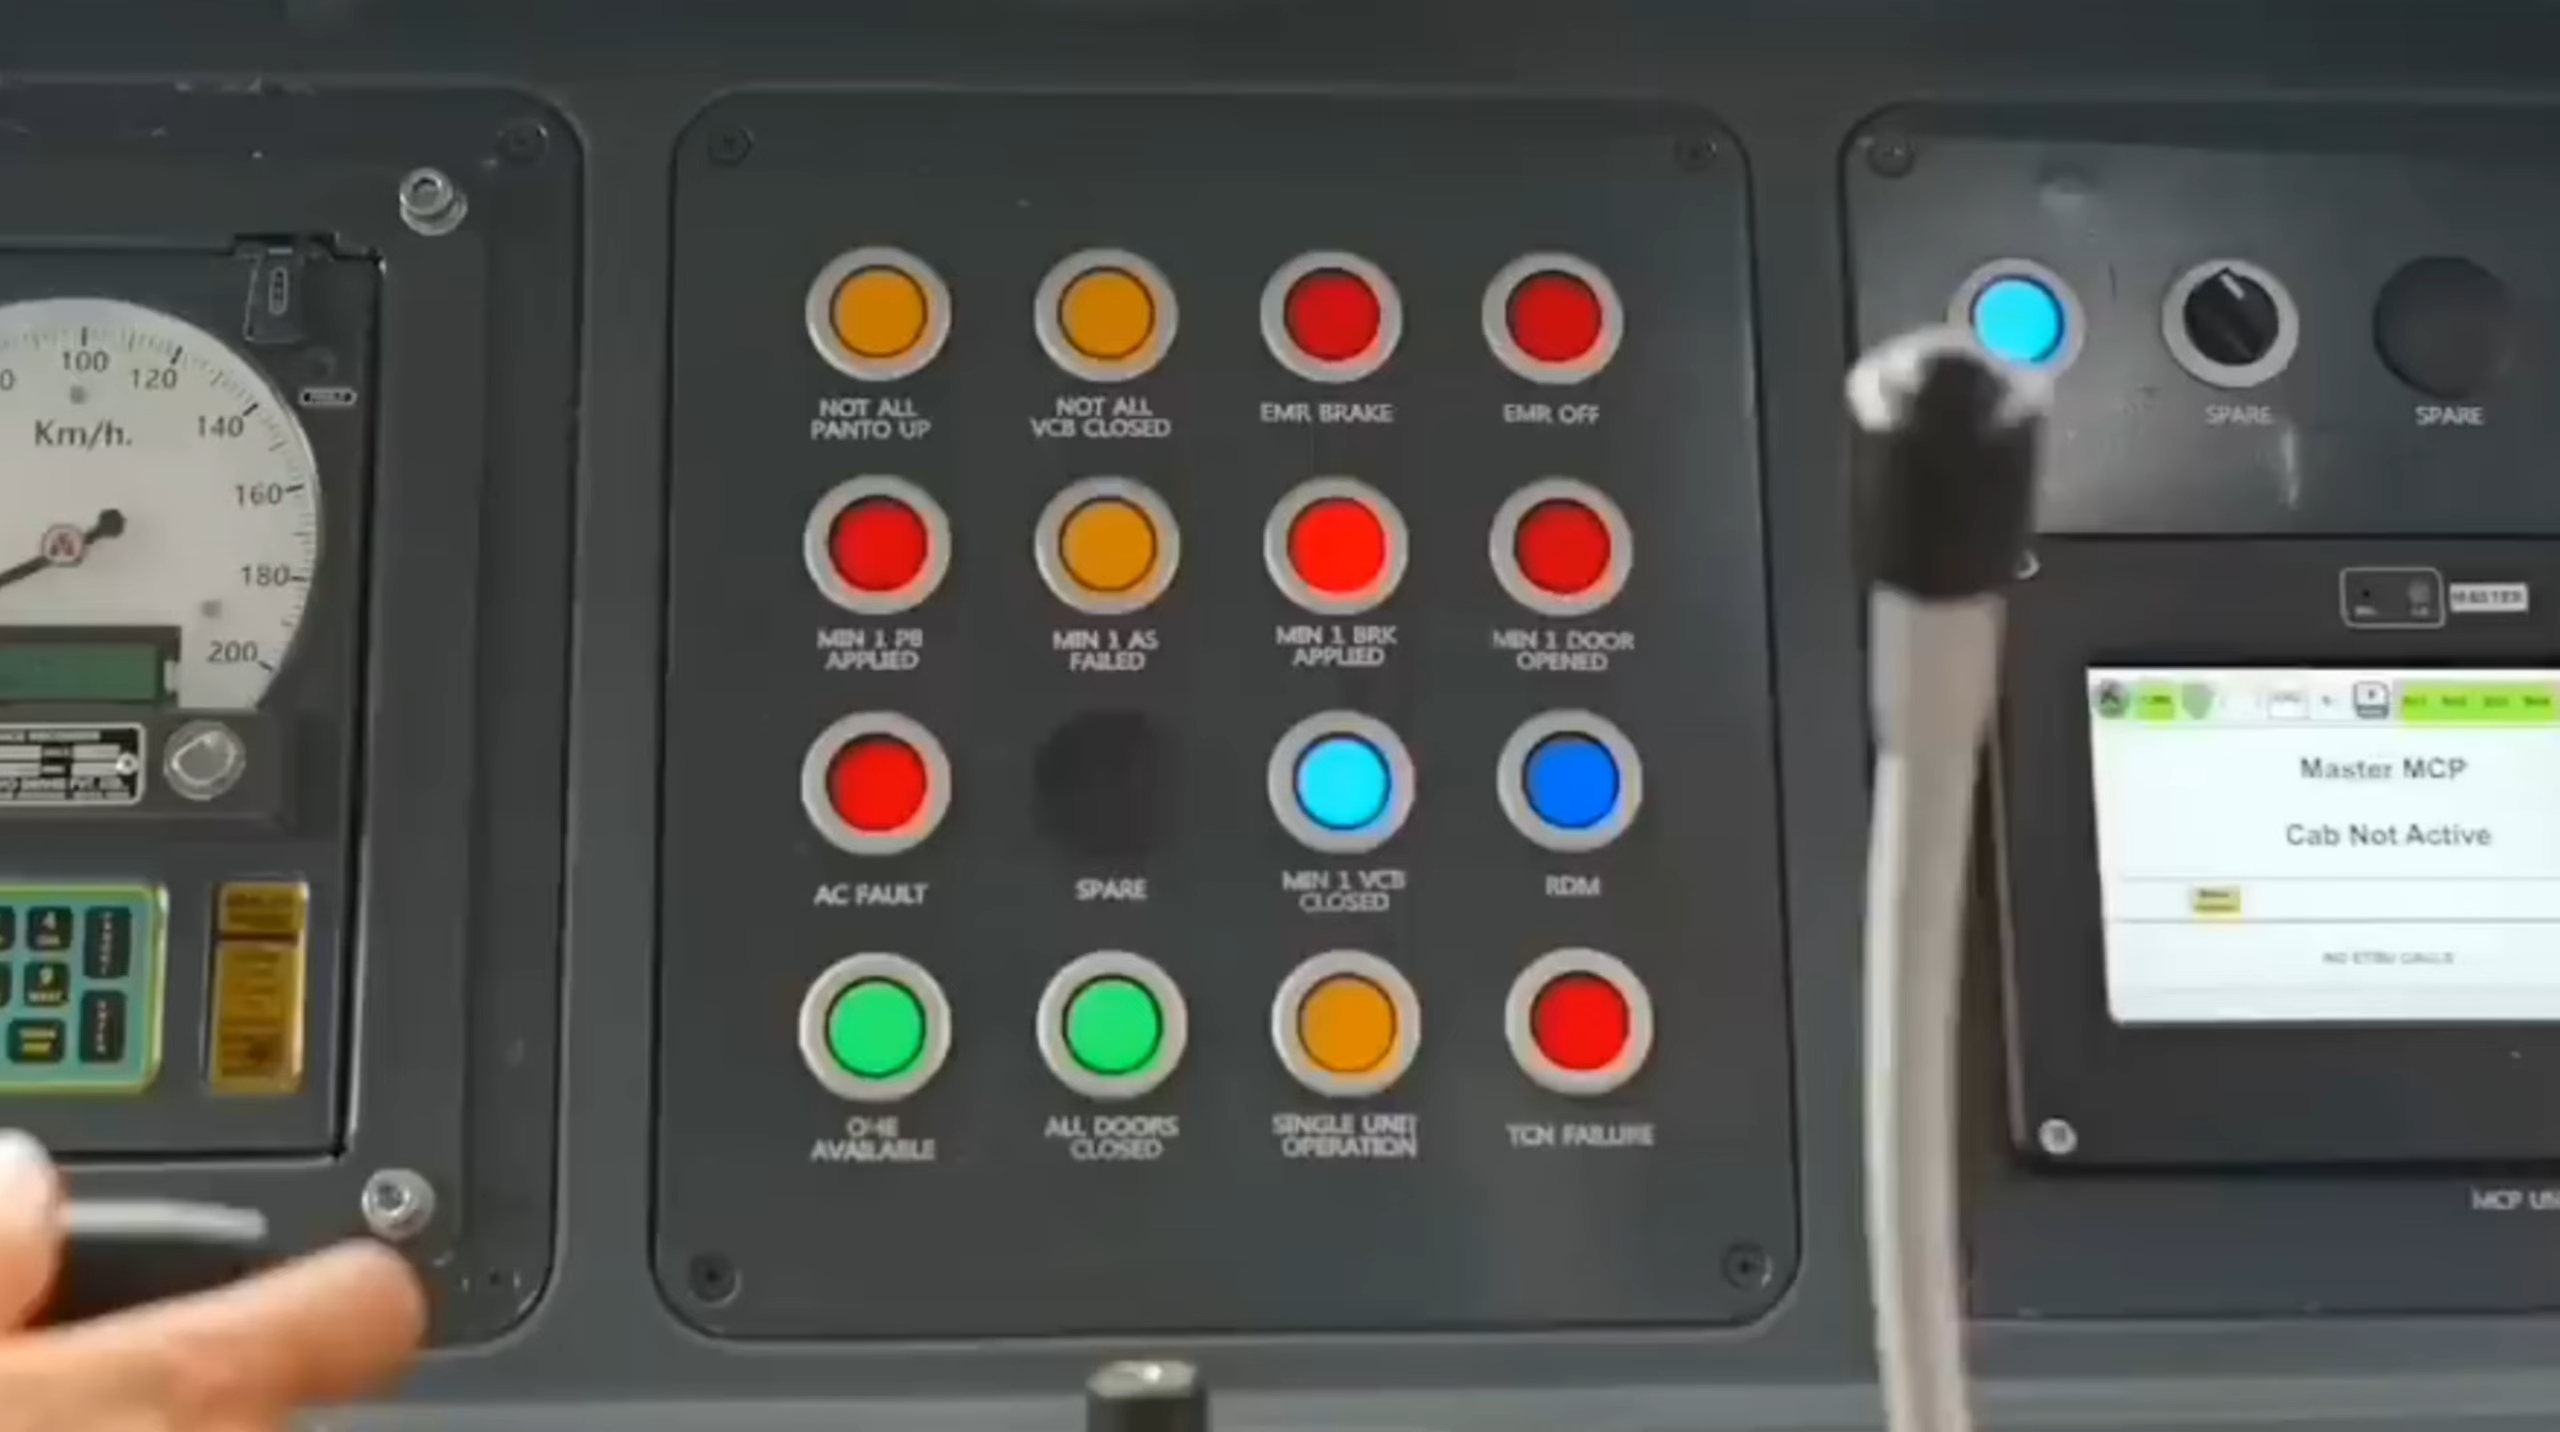 100
120
140
Km/h.
160
180
200
NOT ALL
PANTO UP
NOT ALL
VCB CLOSED
EMR BRAKE
EMR OFF
MIN 1 PB
APPLIED
MIN 1 AS
FAILED
MIN 1 BRK
APPLIED
MIN 1 DOOR
OPENED
AC FAULT
SPARE
MIN 1 VCB
CLOSED
RDM
OHE
AVAILABLE
ALL DOORS
CLOSED
SINGLE UNIT
OPERATION
TCN FAILURE
SPARE
SPARE
MASTER
Master MCP
Cab Not Active
MCP
4
9